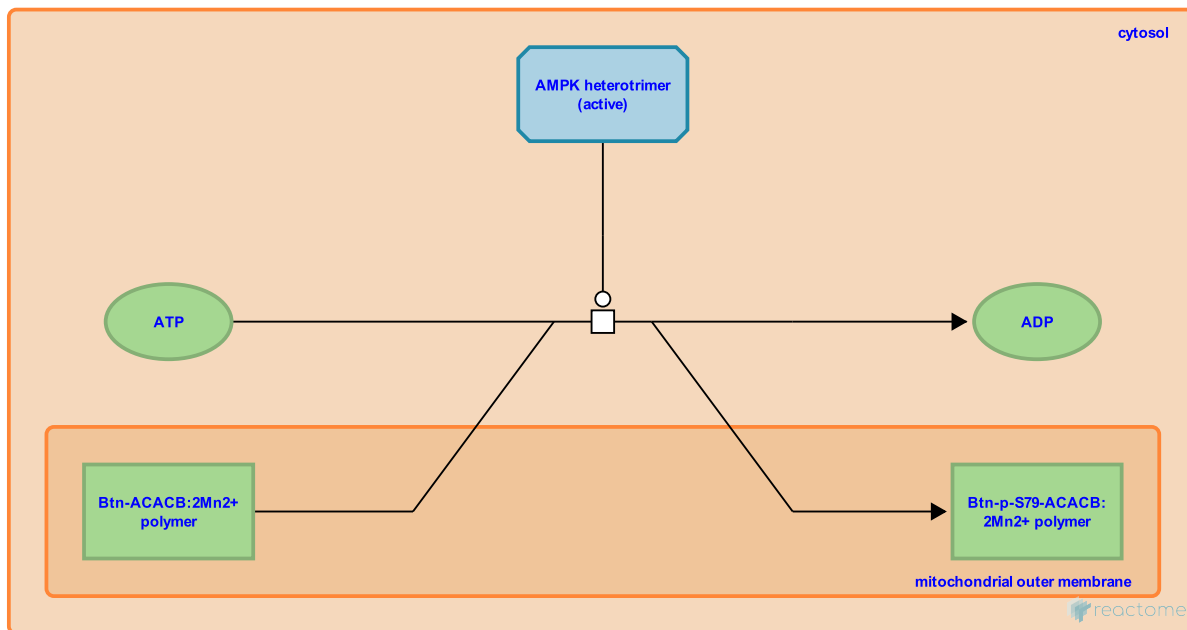 cytosol
AMPK heterotrimer
(active)
ATP
ADP
Btn-ACACB:2Mn2+
polymer
Btn-p-S79-ACACB:
2Mn2+ polymer
mitochondrial outer membrane
reactome